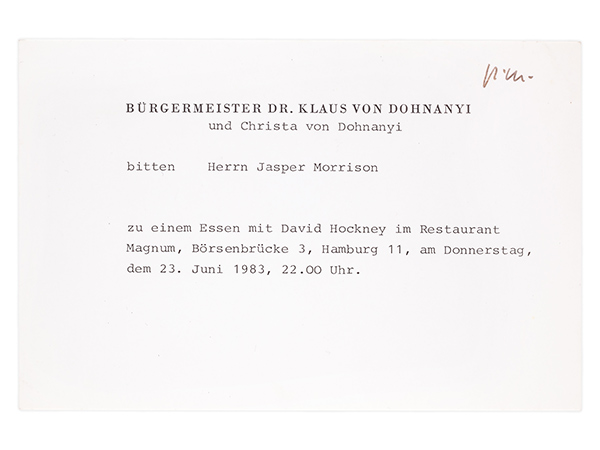 BÜRGERMEISTER DR. KLAUS VON DOHNANYI
und Christa von Dohnanyi
bitten Herrn Jasper Morrison
zu einem Essen mit David Hockney im Restaurant
Magnum, Börsenbrücke 3, Hamburg 11, am Donnerstag,
dem 23. Juni 1983, 22.00 Uhr.